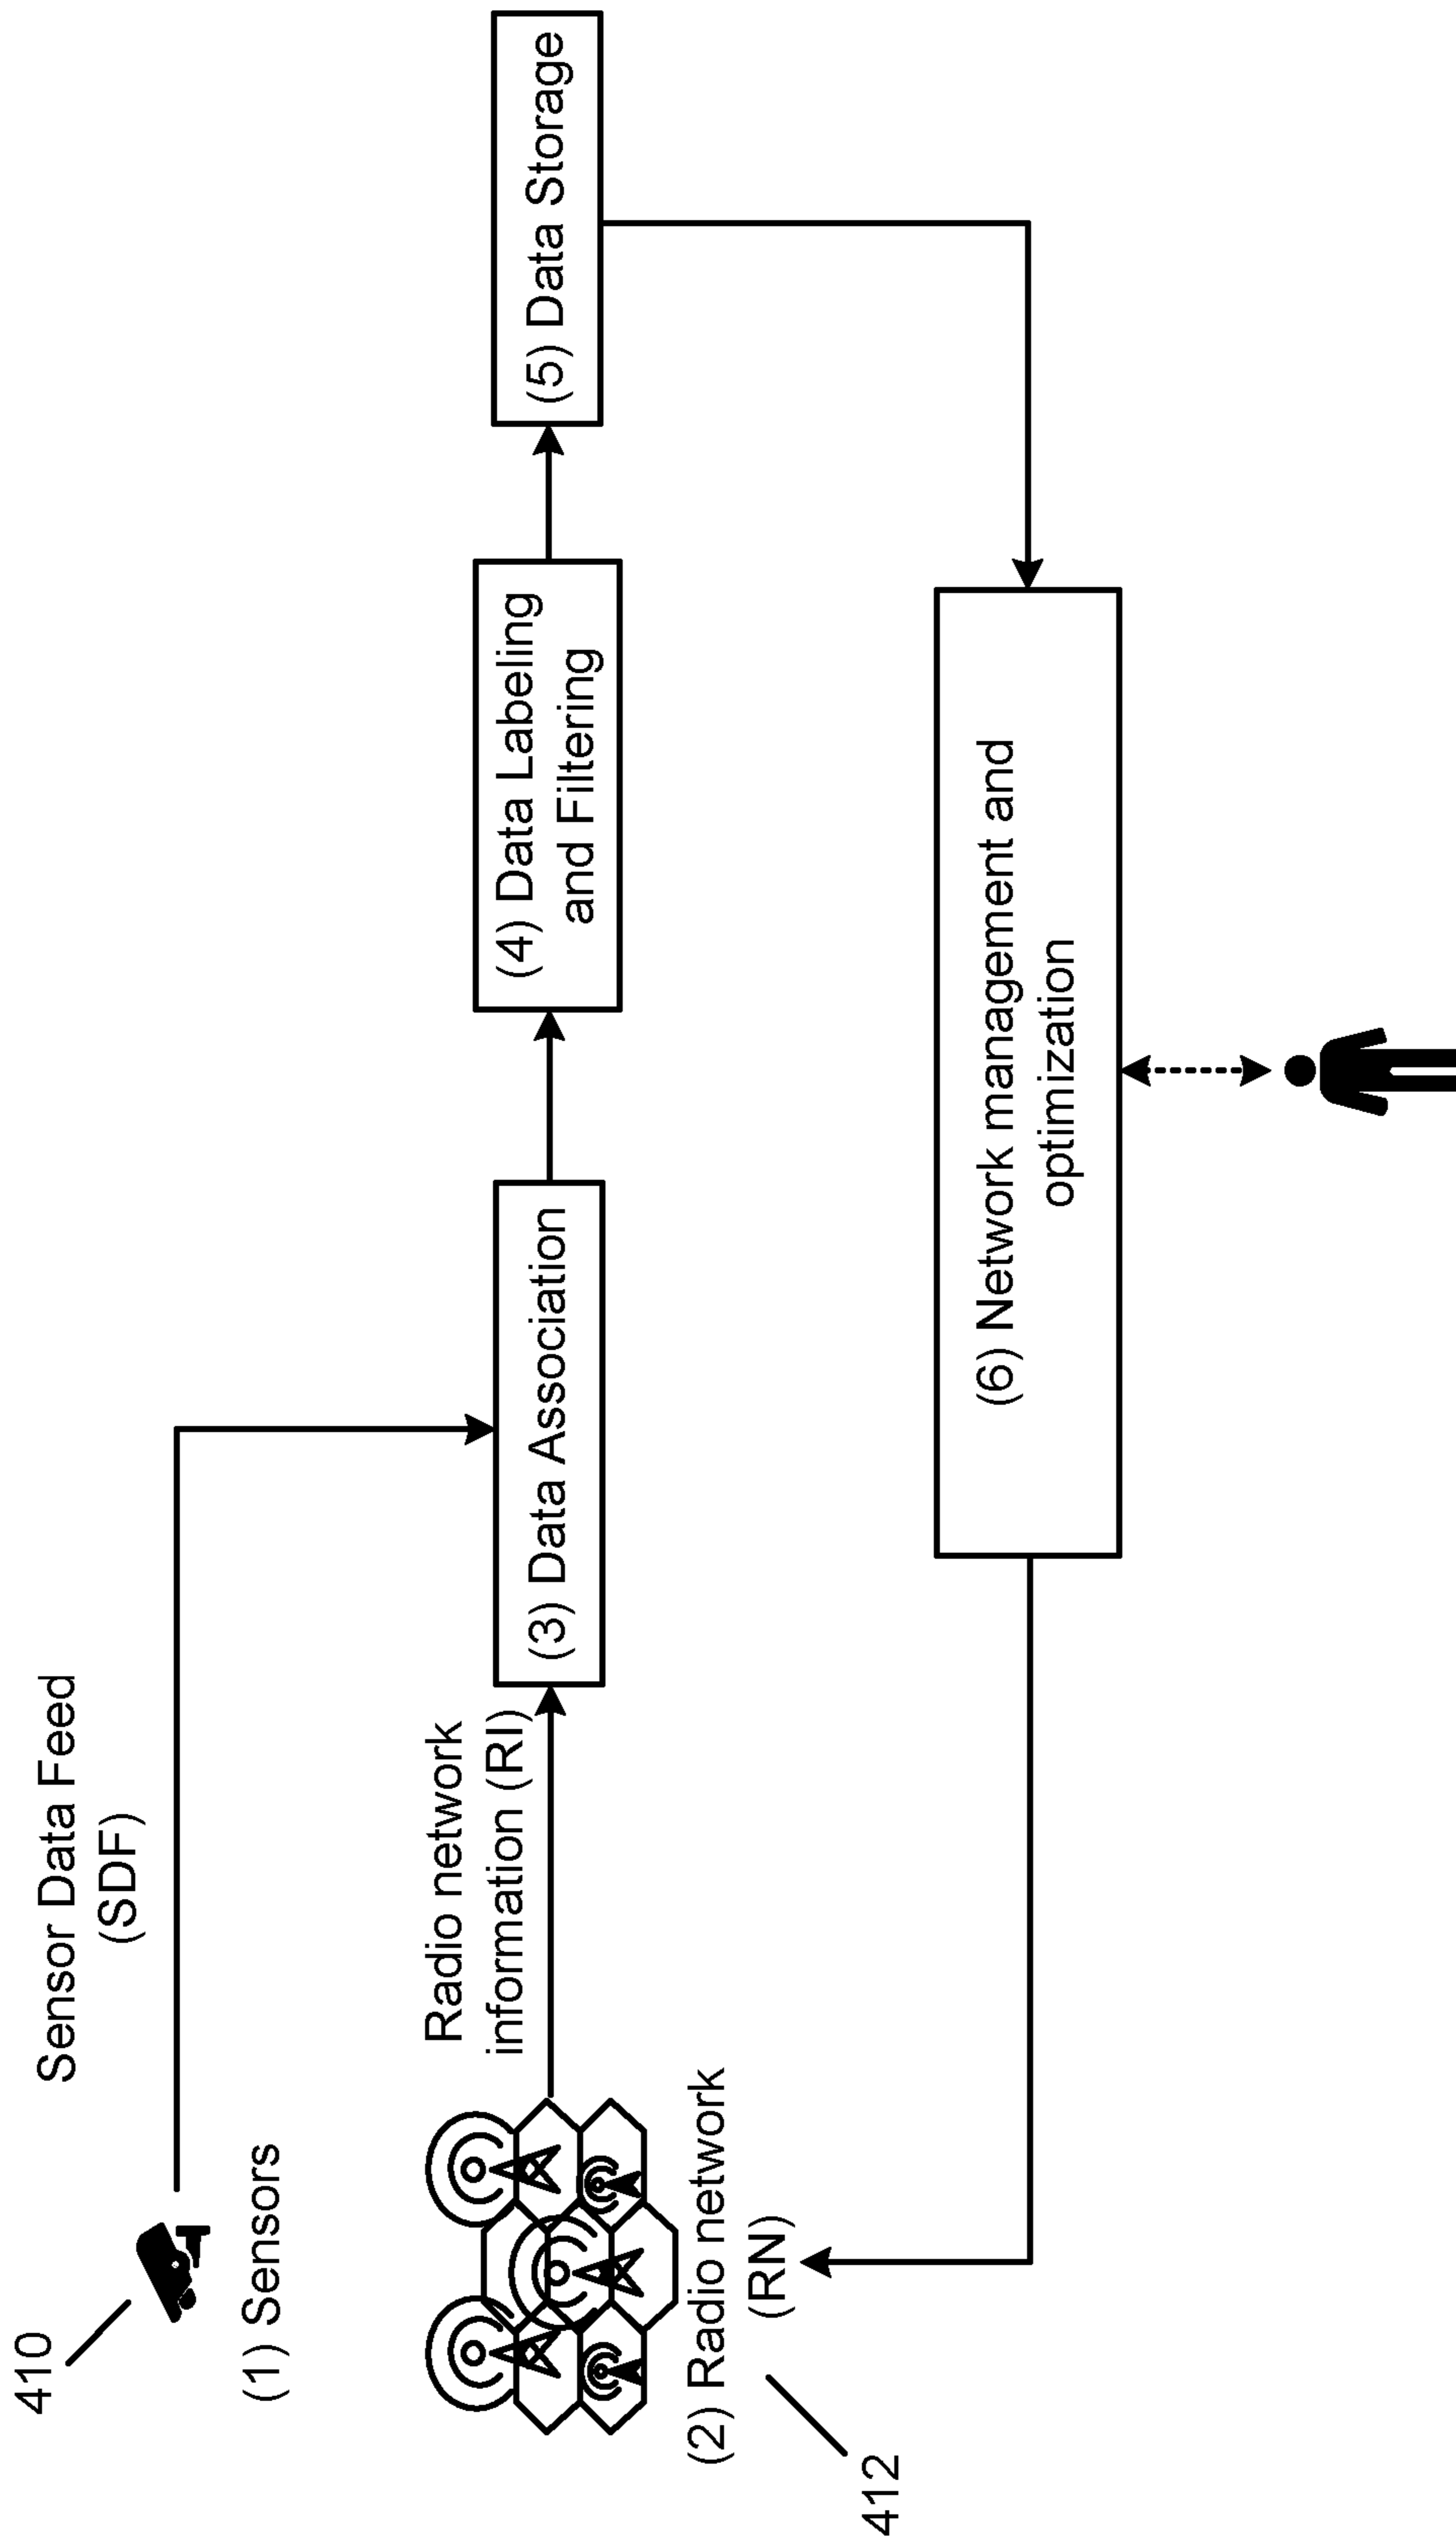 410
Sensor Data Feed
(SDF)
(1) Sensors
Radio network
information (RI)
(2) Radio network
(RN)
412
(3) Data Association
(4) Data Labeling
and Filtering
(5) Data Storage
(6) Network management and
optimization